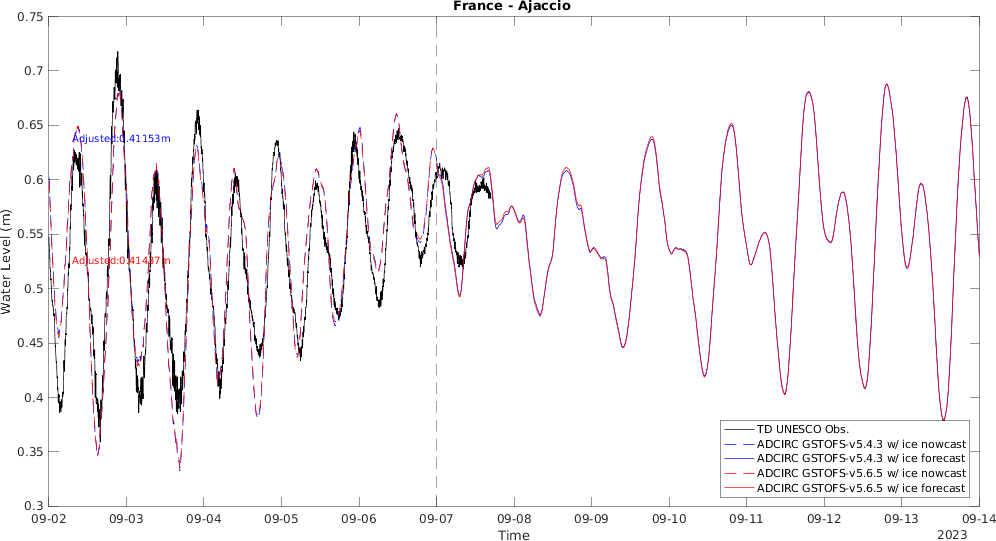 France - Ajaccio
Water Level (m)
0.75
0.7
0.65
0.6
0.55
0.5
0.45
0.4
0.35
0.3
Adjusted:0.41153m
Adjusted:0.41437m
TD UNESCO Obs.
ADCIRC GSTOFS-v5.4.3 w/ ice nowcast
ADCIRC GSTOFS-v5.4.3 w/ ice forecast
ADCIRC GSTOFS-v5.6.5 w/ ice nowcast
ADCIRC GSTOFS-v5.6.5 w/ ice forecast
09-02 09-03 09-04 09-05 09-06 09-07 09-08 09-09 09-10 09-11 09-12 09-13 09-14
Time
2023